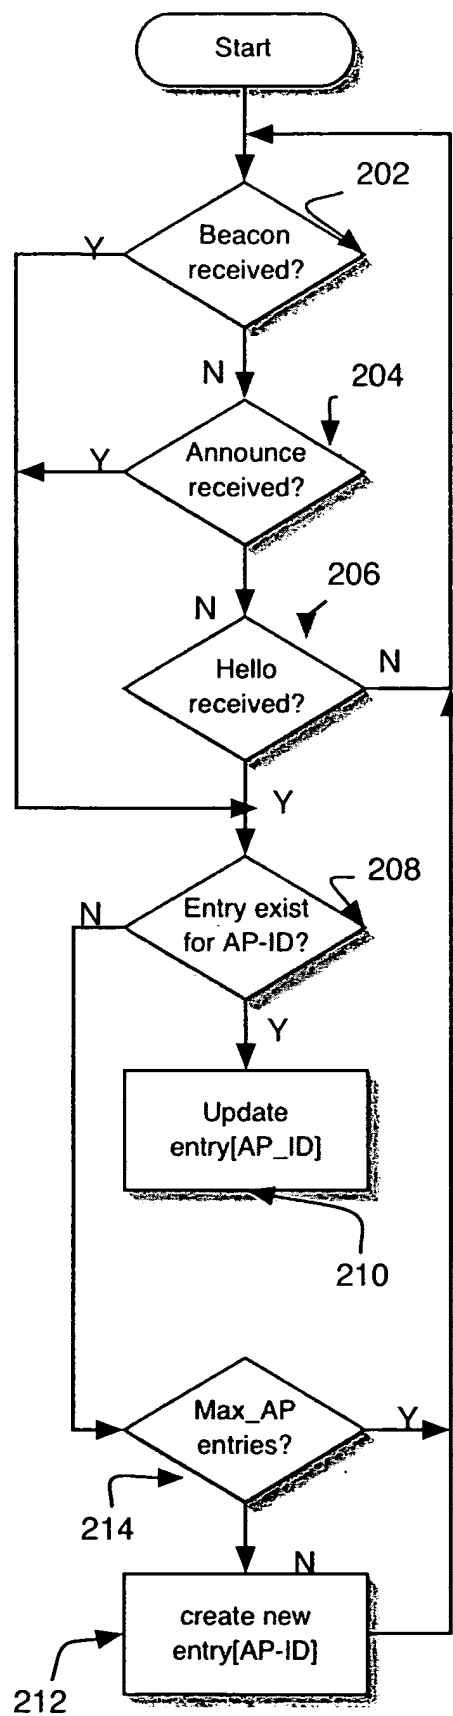 Start
202
Beacon
received?
Y
N
204
Announce
received?
Y
206
N
Hello
received?
N
Y
208
Entry exist
for AP-ID?
N
Y
Update
entry[AP_ID]
210
Max_AP
entries?
Y
214
N
create new
entry[AP-ID]
212